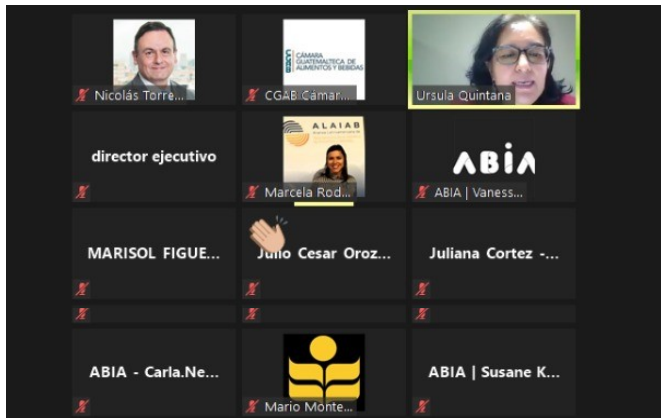 CÁMARA
GUATEMALTECA DE
ALIMENTOS Y BEBIDAS
Nicolás Torre...
CGAB Cámar...
Ursula Quintana
director ejecutivo
ALAIAB
Marcela Rod...
ABIA
ABIA | Vaness...
MARISOL FIGUE...
Julio Cesar Oroz...
Juliana Cortez -...
ABIA - Carla.Ne...
Mario Monte...
ABIA | Susane K...